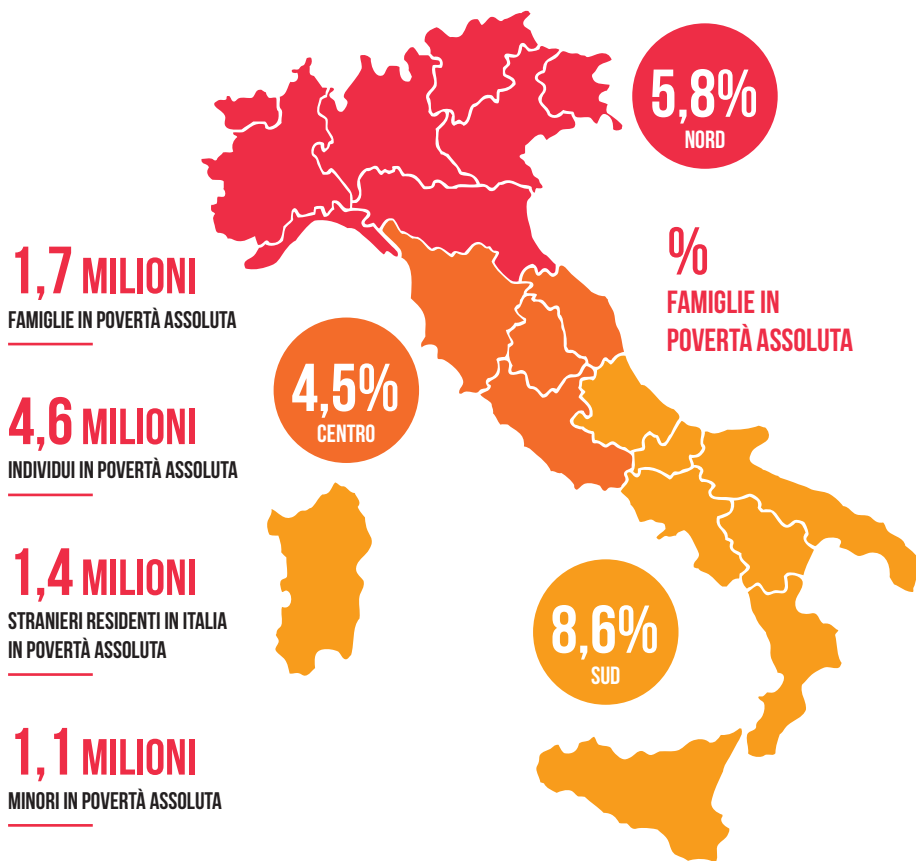 5,8%
NORD
1,7 MILIONI
FAMIGLIE IN POVERTÀ ASSOLUTA
%
FAMIGLIE IN
POVERTÀ ASSOLUTA
4,5%
CENTRO
4,6 MILIONI
INDIVIDUI IN POVERTÀ ASSOLUTA
1,4 MILIONI
STRANIERI RESIDENTI IN ITALIA
IN POVERTÀ ASSOLUTA
8,6%
SUD
1,1 MILIONI
MINORI IN POVERTÀ ASSOLUTA